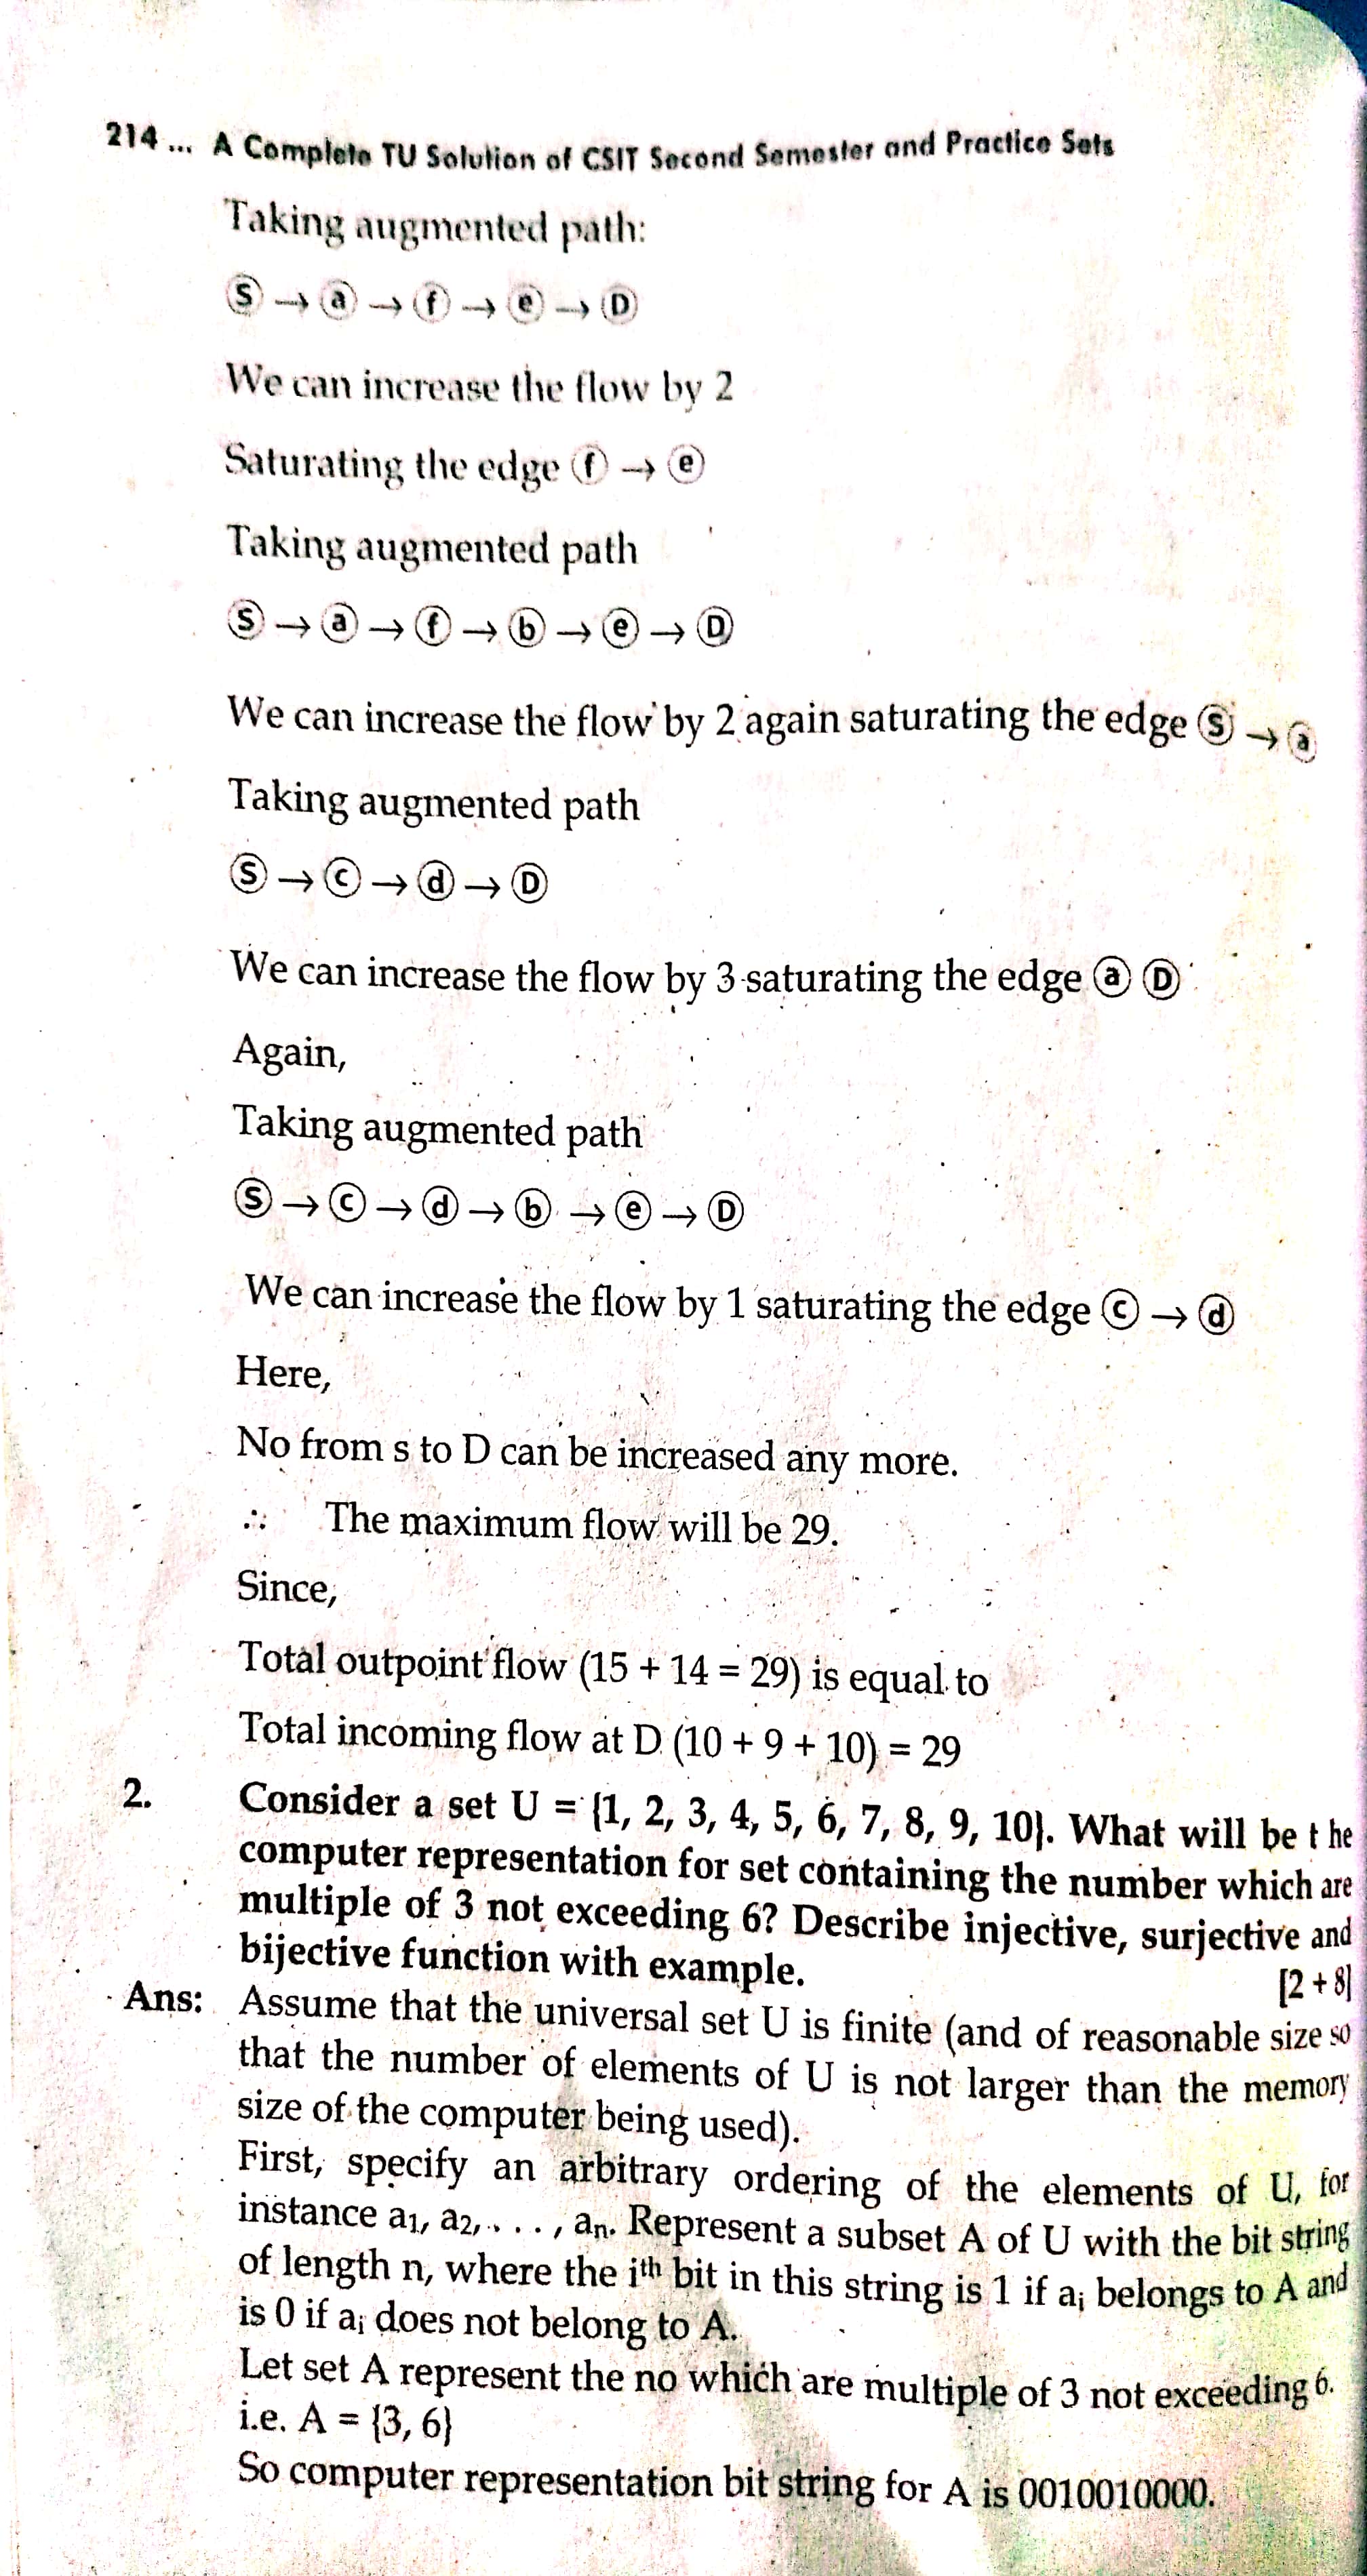 214 ... A Complete TU Solution of CSIT Second Semester and Practice Sets
Taking augmented path:
S → a → f → e → D
We can increase the flow by 2
Saturating the edge f → e
Taking augmented path
S → a → f → b → e → D
We can increase the flow by 2 again saturating the edge S → a
Taking augmented path
S → c → d → D
We can increase the flow by 3 saturating the edge a D
Again,
Taking augmented path
S → c → d → b → e → D
We can increase the flow by 1 saturating the edge c → d
Here,
No from s to D can be increased any more.
∴ The maximum flow will be 29.
Since,
Total outpoint flow (15 + 14 = 29) is equal to
Total incoming flow at D (10 + 9 + 10) = 29
2. Consider a set U = {1, 2, 3, 4, 5, 6, 7, 8, 9, 10}. What will be t he
computer representation for set containing the number which are
multiple of 3 not exceeding 6? Describe injective, surjective and
bijective function with example. [2 + 8]
Ans: Assume that the universal set U is finite (and of reasonable size so
that the number of elements of U is not larger than the memory
size of the computer being used).
First, specify an arbitrary ordering of the elements of U, for
instance a₁, a₂, . . . , aₙ. Represent a subset A of U with the bit string
of length n, where the iᵗʰ bit in this string is 1 if aᵢ belongs to A and
is 0 if aᵢ does not belong to A.
Let set A represent the no which are multiple of 3 not exceeding 6.
i.e. A = {3, 6}
So computer representation bit string for A is 0010010000.